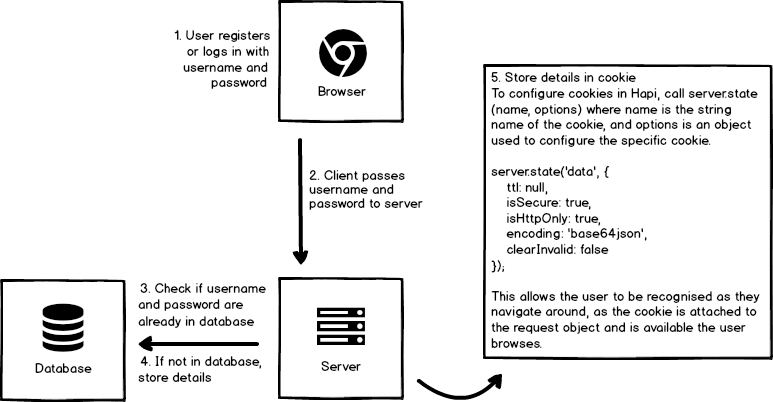 1. User registers
or logs in with
username and
password
Browser
2. Client passes
username and
password to server
3. Check if username
and password are
already in database
4. If not in database,
store details
Database
Server
5. Store details in cookie
To configure cookies in Hapi, call server.state
(name, options) where name is the string
name of the cookie, and options is an object
used to configure the specific cookie.
server.state('data', {
ttl: null,
isSecure: true,
isHttpOnly: true,
encoding: 'base64json',
clearInvalid: false
});
This allows the user to be recognised as they
navigate around, as the cookie is attached to
the request object and is available the user
browses.